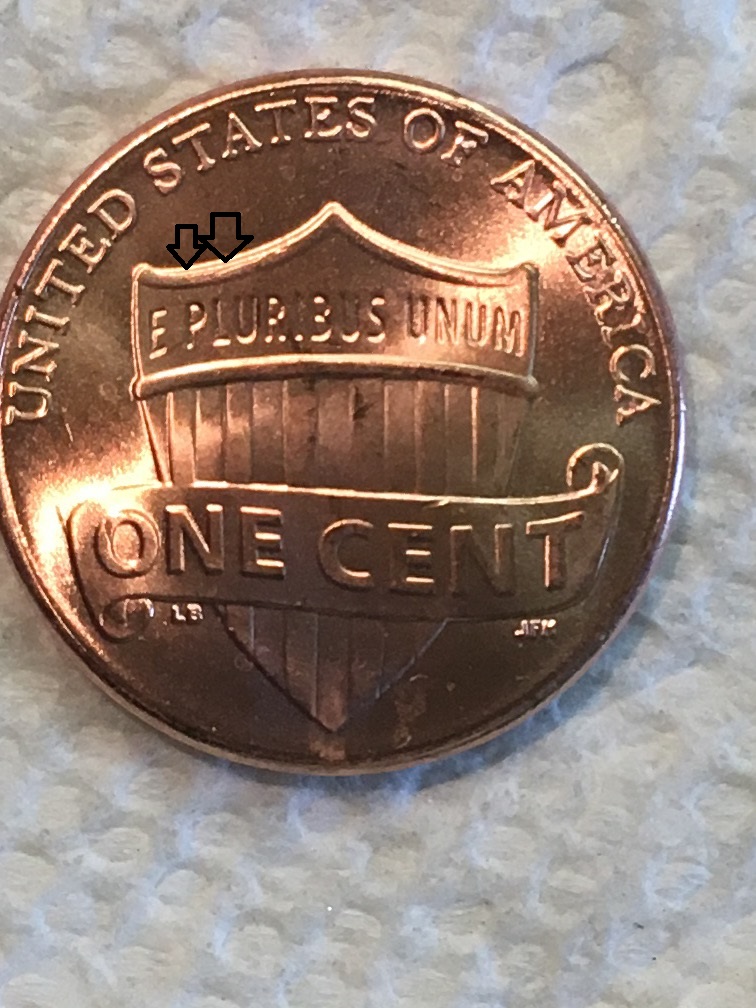 UNITED STATES OF AMERICA
E PLURIBUS UNUM
ONE CENT
LB
JFM